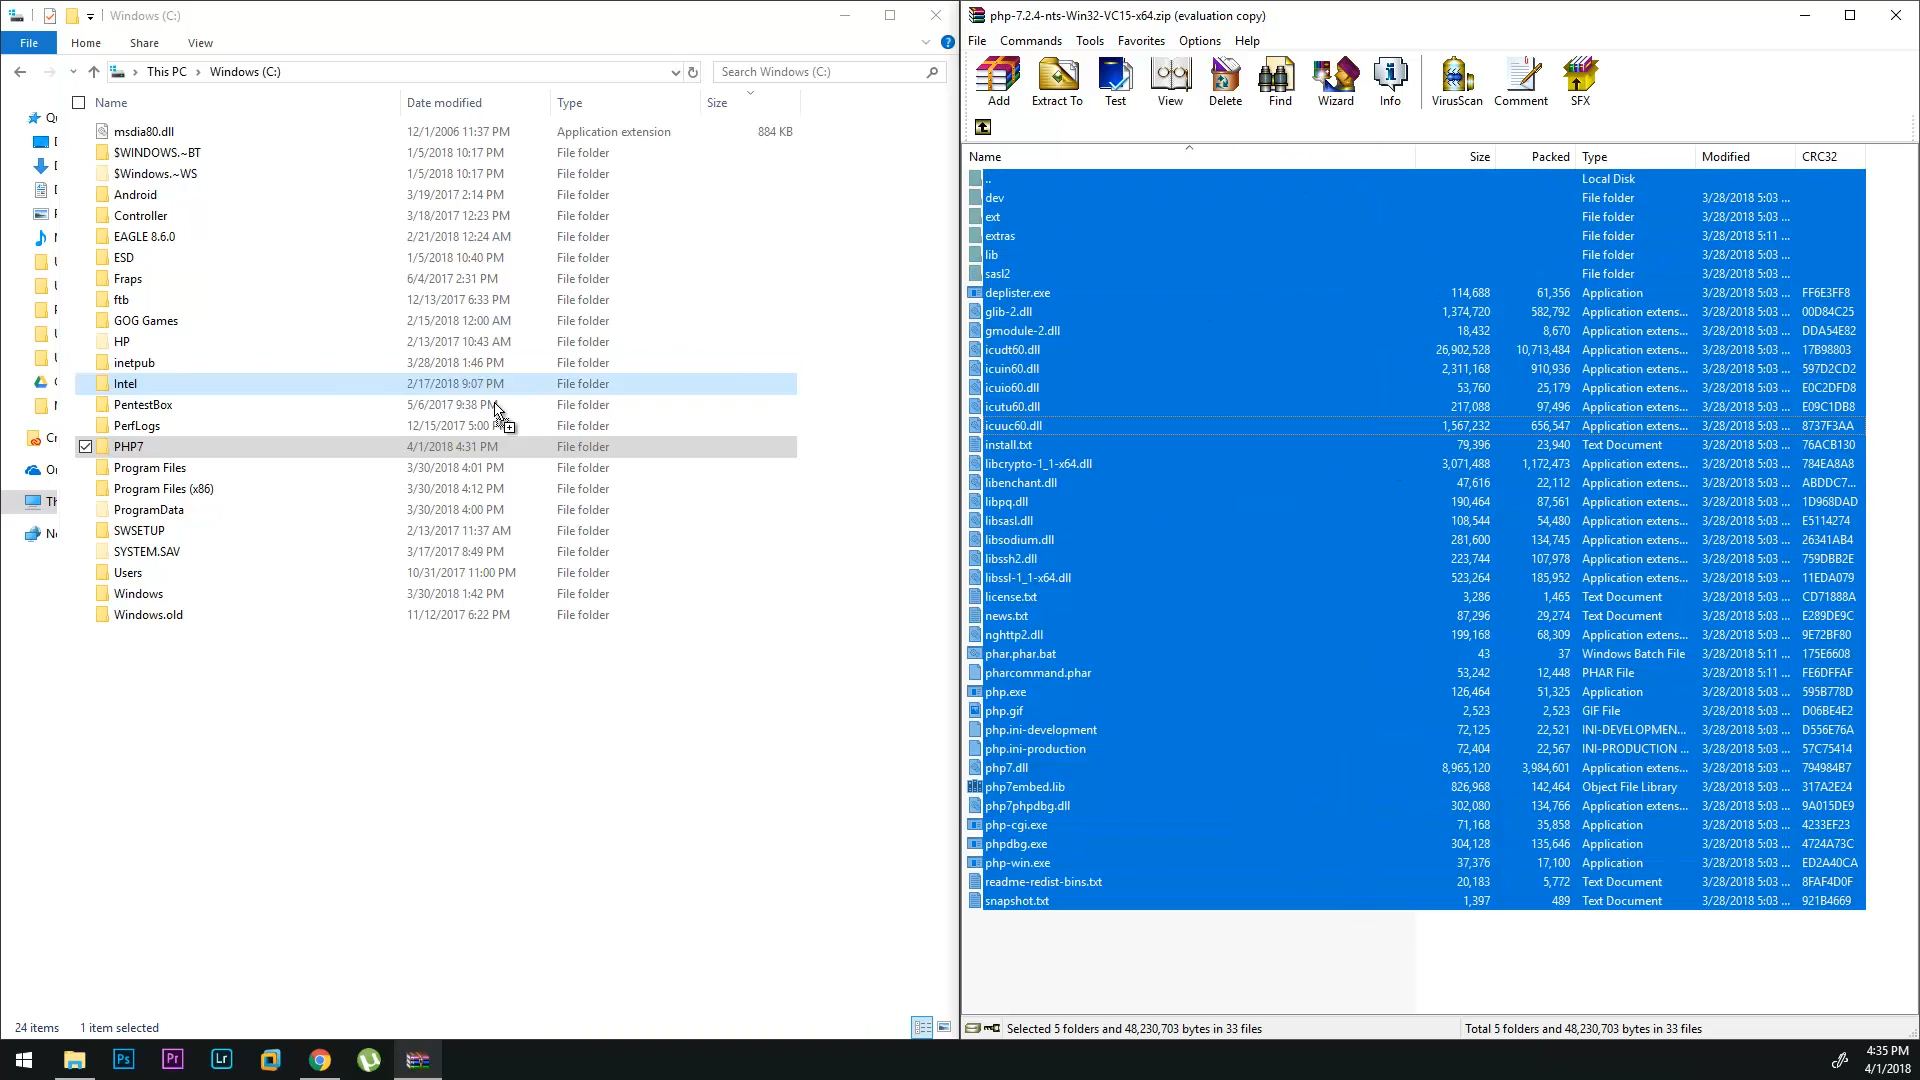 Windows (C:)
File Home Share View
This PC > Windows (C:)
Search Windows (C:)
Name Date modified Type Size
msdia80.dll 12/1/2006 11:37 PM Application extension 884 KB
$WINDOWS.~BT 1/5/2018 10:17 PM File folder
$Windows.~WS 1/5/2018 10:17 PM File folder
Android 3/19/2017 2:14 PM File folder
Controller 3/18/2017 12:23 PM File folder
EAGLE 8.6.0 2/21/2018 12:24 AM File folder
ESD 1/5/2018 10:40 PM File folder
Fraps 6/4/2017 2:31 PM File folder
ftb 12/13/2017 6:33 PM File folder
GOG Games 2/15/2018 12:00 AM File folder
HP 2/13/2017 10:43 AM File folder
inetpub 3/28/2018 1:46 PM File folder
Intel 2/17/2018 9:07 PM File folder
PentestBox 5/6/2017 9:38 PM File folder
PerfLogs 12/15/2017 5:00 File folder
PHP7 4/1/2018 4:31 PM File folder
Program Files 3/30/2018 4:01 PM File folder
Program Files (x86) 3/30/2018 4:12 PM File folder
ProgramData 3/30/2018 4:00 PM File folder
SWSETUP 2/13/2017 11:37 AM File folder
SYSTEM.SAV 3/17/2017 8:49 PM File folder
Users 10/31/2017 11:00 PM File folder
Windows 3/30/2018 1:42 PM File folder
Windows.old 11/12/2017 6:22 PM File folder
24 items 1 item selected
php-7.2.4-nts-Win32-VC15-x64.zip (evaluation copy)
File Commands Tools Favorites Options Help
Add Extract To Test View Delete Find Wizard Info VirusScan Comment SFX
Name Size Packed Type Modified CRC32
.. Local Disk
dev File folder 3/28/2018 5:03 ...
ext File folder 3/28/2018 5:03 ...
extras File folder 3/28/2018 5:11 ...
lib File folder 3/28/2018 5:03 ...
sasl2 File folder 3/28/2018 5:03 ...
deplister.exe 114,688 61,356 Application 3/28/2018 5:03 ... FF6E3FF8
glib-2.dll 1,374,720 582,792 Application extens... 3/28/2018 5:03 ... 00D84C25
gmodule-2.dll 18,432 8,670 Application extens... 3/28/2018 5:03 ... DDA54E82
icudt60.dll 26,902,528 10,713,484 Application extens... 3/28/2018 5:03 ... 17B98803
icuin60.dll 2,311,168 910,936 Application extens... 3/28/2018 5:03 ... 597D2CD2
icuio60.dll 53,760 25,179 Application extens... 3/28/2018 5:03 ... E0C2DFD8
icutu60.dll 217,088 97,496 Application extens... 3/28/2018 5:03 ... E09C1DB8
icuuc60.dll 1,567,232 656,547 Application extens... 3/28/2018 5:03 ... 8737F3AA
install.txt 79,396 23,940 Text Document 3/28/2018 5:03 ... 76ACB130
libcrypto-1_1-x64.dll 3,071,488 1,172,473 Application extens... 3/28/2018 5:03 ... 784EA8A8
libenchant.dll 47,616 22,112 Application extens... 3/28/2018 5:03 ... ABDDC7...
libpq.dll 190,464 87,561 Application extens... 3/28/2018 5:03 ... 1D968DAD
libsasl.dll 108,544 54,480 Application extens... 3/28/2018 5:03 ... E5114274
libsodium.dll 281,600 134,745 Application extens... 3/28/2018 5:03 ... 26341AB4
libssh2.dll 223,744 107,978 Application extens... 3/28/2018 5:03 ... 759DBB2E
libssl-1_1-x64.dll 523,264 185,952 Application extens... 3/28/2018 5:03 ... 11EDA079
license.txt 3,286 1,465 Text Document 3/28/2018 5:03 ... CD71888A
news.txt 87,296 29,274 Text Document 3/28/2018 5:03 ... E289DE9C
nghttp2.dll 199,168 68,309 Application extens... 3/28/2018 5:03 ... 9E72BF80
phar.phar.bat 43 37 Windows Batch File 3/28/2018 5:11 ... 175E6608
pharcommand.phar 53,242 12,448 PHAR File 3/28/2018 5:11 ... FE6DFFAF
php.exe 126,464 51,325 Application 3/28/2018 5:03 ... 595B778D
php.gif 2,523 2,523 GIF File 3/28/2018 5:03 ... D06BE4E2
php.ini-development 72,125 22,521 INI-DEVELOPMEN... 3/28/2018 5:03 ... D556E76A
php.ini-production 72,404 22,567 INI-PRODUCTION ... 3/28/2018 5:03 ... 57C75414
php7.dll 8,965,120 3,984,601 Application extens... 3/28/2018 5:03 ... 794984B7
php7embed.lib 826,968 142,464 Object File Library 3/28/2018 5:03 ... 317A2E24
php7phpdbg.dll 302,080 134,766 Application extens... 3/28/2018 5:03 ... 9A015DE9
php-cgi.exe 71,168 35,858 Application 3/28/2018 5:03 ... 4233EF23
phpdbg.exe 304,128 135,646 Application 3/28/2018 5:03 ... 4724A73C
php-win.exe 37,376 17,100 Application 3/28/2018 5:03 ... ED2A40CA
readme-redist-bins.txt 20,183 5,772 Text Document 3/28/2018 5:03 ... 8FAF4D0F
snapshot.txt 1,397 489 Text Document 3/28/2018 5:03 ... 921B4669
Selected 5 folders and 48,230,703 bytes in 33 files Total 5 folders and 48,230,703 bytes in 33 files
Ps Pr Lr
4:35 PM
4/1/2018